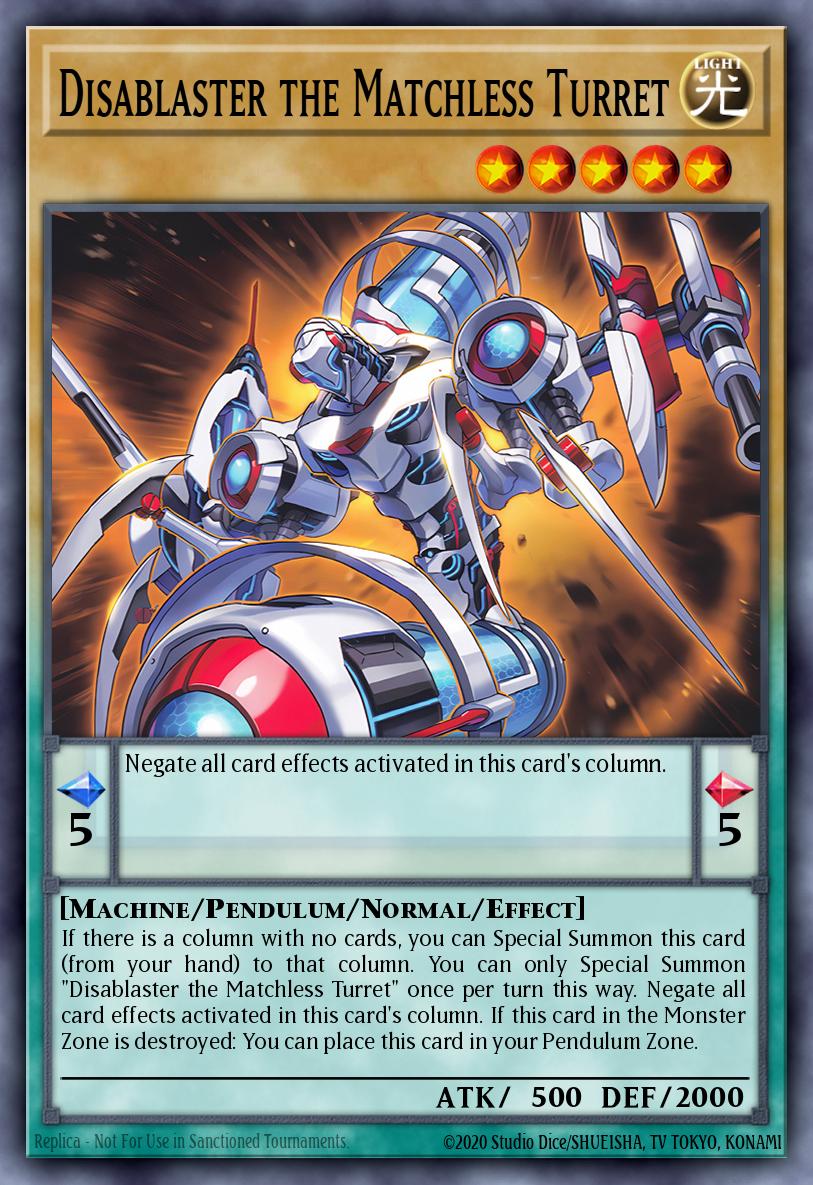 Disablaster the Matchless Turret
LIGHT
光
Negate all card effects activated in this card's column.
5
5
[Machine/Pendulum/Normal/Effect]
If there is a column with no cards, you can Special Summon this card
(from your hand) to that column. You can only Special Summon
"Disablaster the Matchless Turret" once per turn this way. Negate all
card effects activated in this card's column. If this card in the Monster
Zone is destroyed: You can place this card in your Pendulum Zone.
ATK/ 500 DEF/2000
Replica - Not For Use in Sanctioned Tournaments.
©2020 Studio Dice/SHUEISHA, TV TOKYO, KONAMI